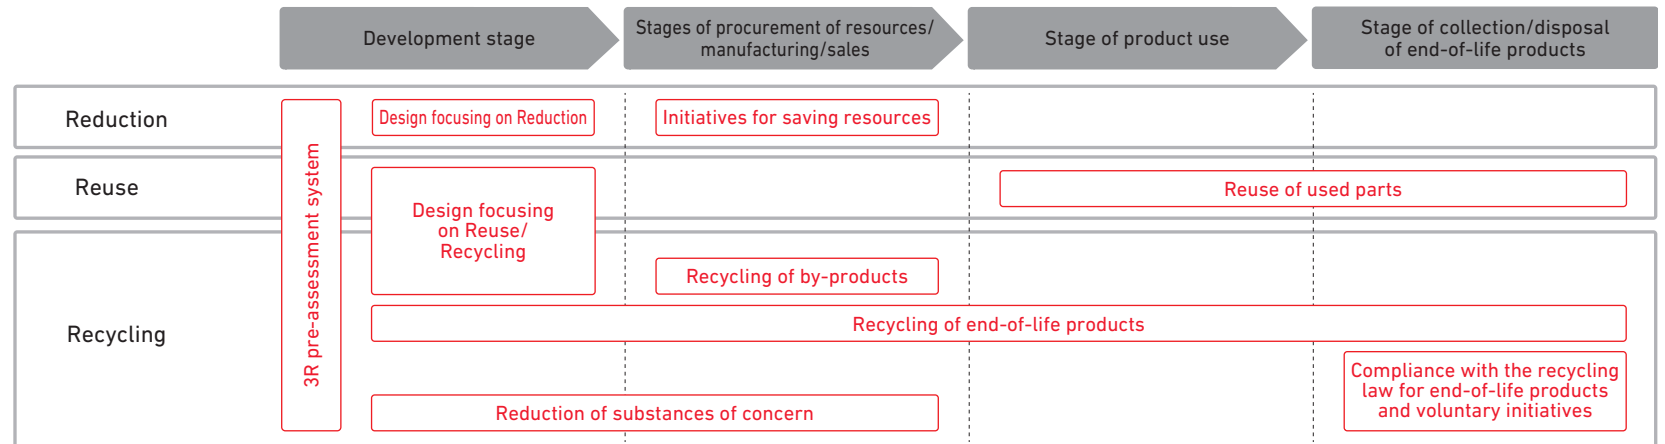 Development stage
Stages of procurement of resources/
manufacturing/sales
Stage of product use
Stage of collection/disposal
of end-of-life products
Reduction
3R pre-assessment system
Design focusing on Reduction
Initiatives for saving resources
Reuse
Design focusing
on Reuse/
Recycling
Reuse of used parts
Recycling
Recycling of by-products
Recycling of end-of-life products
Reduction of substances of concern
Compliance with the recycling
law for end-of-life products
and voluntary initiatives